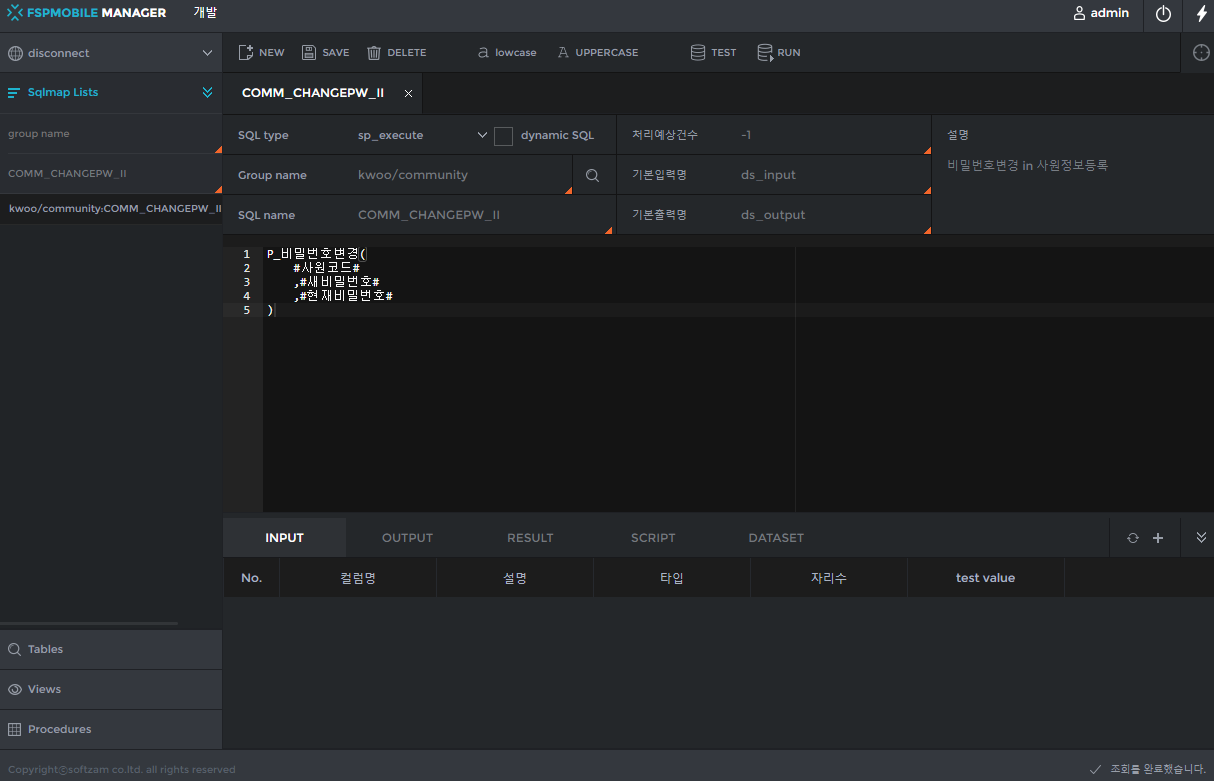 FSPMOBILE MANAGER 개발 admin
disconnect NEW SAVE DELETE a lowcase A UPPERCASE TEST RUN
Sqlmap Lists COMM_CHANGEPW_II
group name SQL type sp_execute dynamic SQL 처리예상건수 -1 설명
COMM_CHANGEPW_II Group name kwoo/community 기본입력명 ds_input 비밀번호변경 in 사원정보등록
kwoo/community:COMM_CHANGEPW_II SQL name COMM_CHANGEPW_II 기본출력명 ds_output
1 P_비밀번호변경(
2 #사원코드#
3 ,#새비밀번호#
4 ,#현재비밀번호#
5 )
INPUT OUTPUT RESULT SCRIPT DATASET
No. 컬럼명 설명 타입 자리수 test value
Tables
Views
Procedures
Copyrightⓒsoftzam co.ltd. all rights reserved 조회를 완료했습니다.